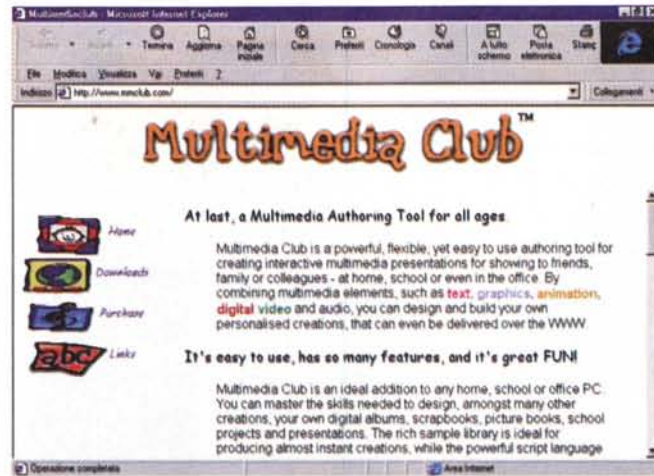 Multimediaclub - Microsoft Internet Explorer
Termina Aggiorna Pagina iniziale Cerca Preferiti Cronologia Canali A tutto schermo Posta elettronica
File Modifica Visualizza Vai Preferiti ?
Indirizzo http://www.mmclub.com/ Collegamenti
Multimedia Club™
Home
Downloads
Purchase
abc Links
At last, a Multimedia Authoring Tool for all ages.
Multimedia Club is a powerful, flexible, yet easy to use authoring tool for
creating interactive multimedia presentations for showing to friends,
family or colleagues - at home, school or even in the office. By
combining multimedia elements, such as text, graphics, animation,
digital video and audio, you can design and build your own
personalised creations, that can even be delivered over the WWW.
It's easy to use, has so many features, and it's great FUN!
Multimedia Club is an ideal addition to any home, school or office PC.
You can master the skills needed to design, amongst many other
creations, your own digital albums, scrapbooks, picture books, school
projects and presentations. The rich sample library is ideal for
producing almost instant creations, while the powerful script language
Operazione completata Area Internet